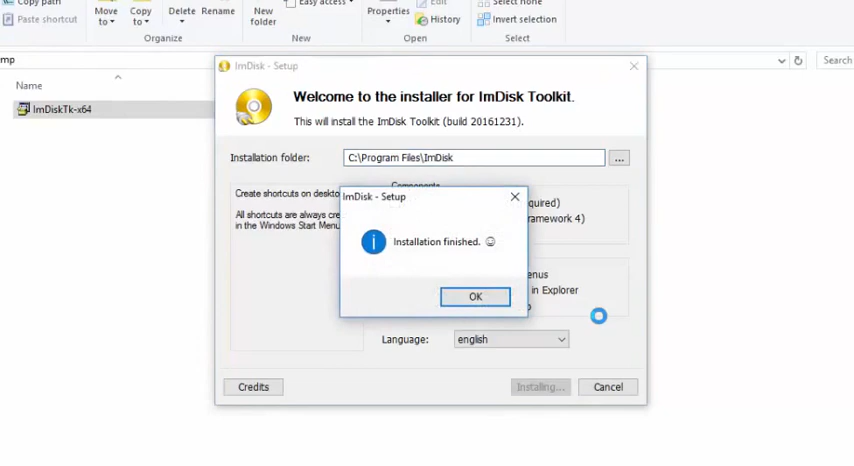 Copy path
Paste shortcut
Move to
Copy to
Delete
Rename
New folder
Easy access
Properties
Edit
History
Select none
Insert selection
Organize
New
Open
Select
mp
Search
Name
ImDiskTk-x64
ImDisk - Setup
Welcome to the installer for ImDisk Toolkit.
This will install the ImDisk Toolkit (build 20161231).
Installation folder:
C:\Program Files\ImDisk
...
Create shortcuts on deskto
All shortcuts are always cre
in the Windows Start Menu
Components
quired)
amework 4)
enus
in Explorer
ImDisk - Setup
Installation finished. ☺
OK
Language:
english
Credits
Installing...
Cancel